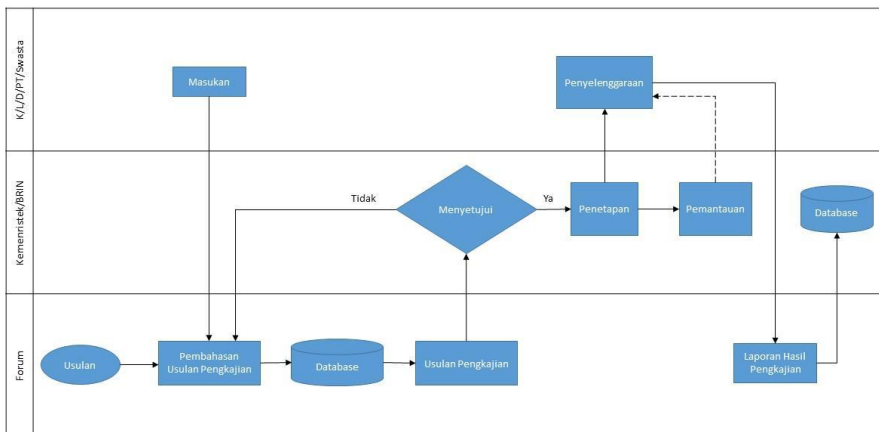 K/L/D/PT/Swasta
Masukan
Penyelenggaraan
Kemenristek/BRIN
Tidak
Menyetujui
Ya
Penetapan
Pemantauan
Database
Forum
Usulan
Pembahasan
Usulan Pengkajian
Database
Usulan Pengkajian
Laporan Hasil
Pengkajian